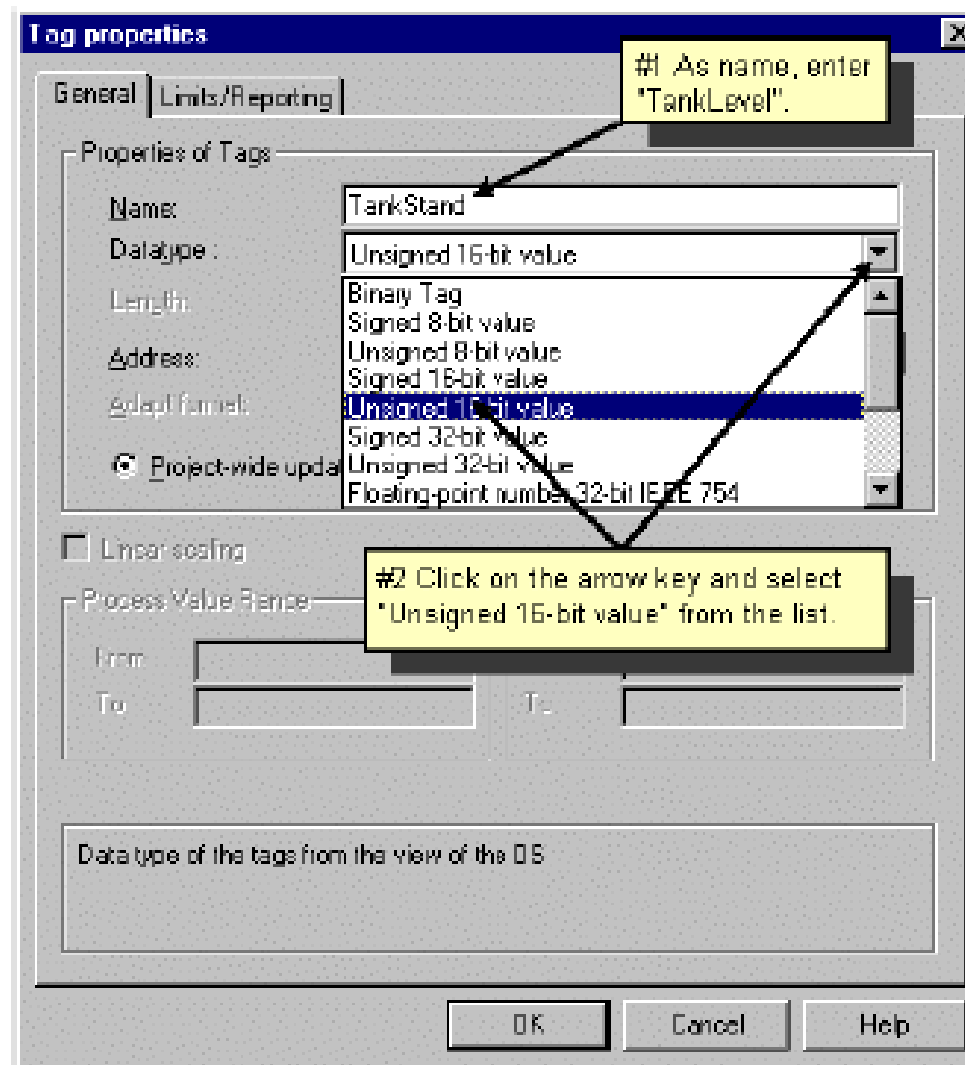 Tag properties
#1 As name, enter
"TankLevel".
General
Limits/Reporting
Properties of Tags
Name:
TankStand
Datatype :
Unsigned 16-bit value
Length:
Binary Tag
Signed 8-bit value
Address:
Unsigned 8-bit value
Signed 16-bit value
Adapt format:
Unsigned 16-bit value
Signed 32-bit value
Project-wide updat
Unsigned 32-bit value
Floating-point number 32-bit IEEE 754
Linear scaling
#2 Click on the arrow key and select
"Unsigned 16-bit value" from the list.
Process Value Range
From
To
To
Data type of the tags from the view of the OS
OK
Cancel
Help